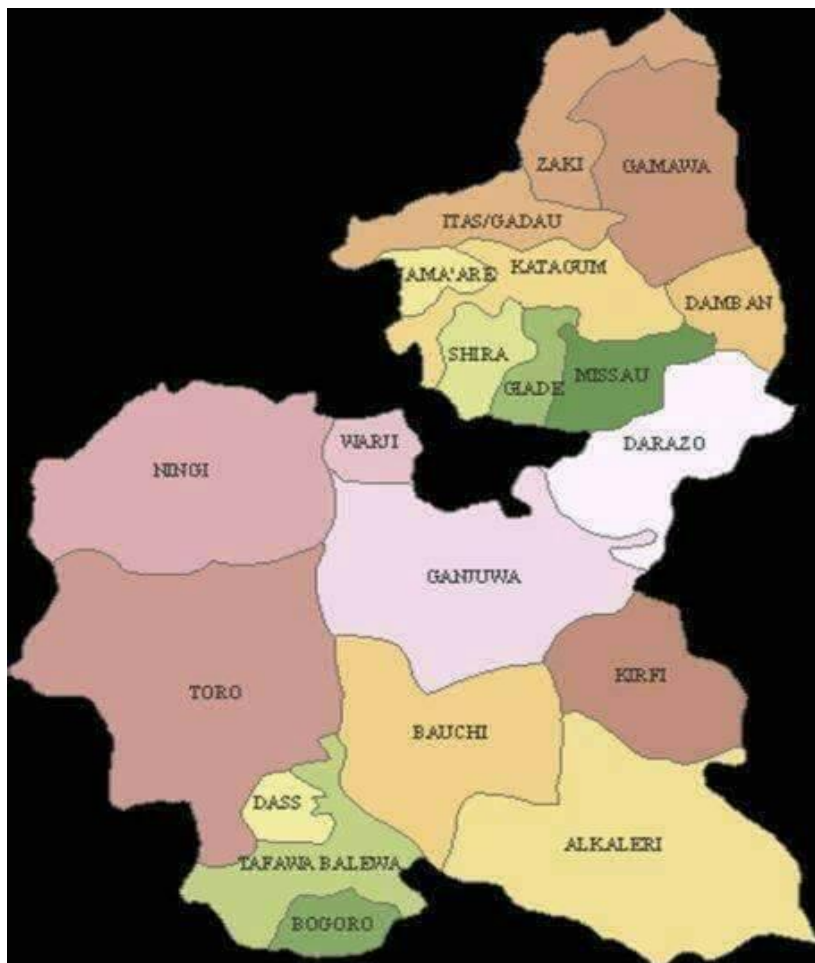 ZAKI
GAMAWA
ITAS/GADAU
KATAGUM
AMA'ARE
DAMBAN
SHIRA
GIADE
MISSAU
DARAZO
WARJI
NINGI
GANJUWA
KIRFI
TORO
BAUCHI
DASS
ALKALERI
TAFAWA BALEWA
BOGORO